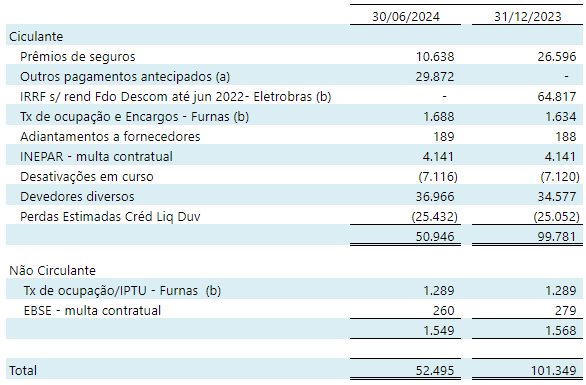 30/06/2024 31/12/2023
Ciculante
Prêmios de seguros 10.638 26.596
Outros pagamentos antecipados (a) 29.872 -
IRRF s/ rend Fdo Descom até jun 2022- Eletrobras (b) - 64.817
Tx de ocupação e Encargos - Furnas (b) 1.688 1.634
Adiantamentos a fornecedores 189 188
INEPAR - multa contratual 4.141 4.141
Desativações em curso (7.116) (7.120)
Devedores diversos 36.966 34.577
Perdas Estimadas Créd Liq Duv (25.432) (25.052)
50.946 99.781
Não Circulante
Tx de ocupação/IPTU - Furnas (b) 1.289 1.289
EBSE - multa contratual 260 279
1.549 1.568
Total 52.495 101.349